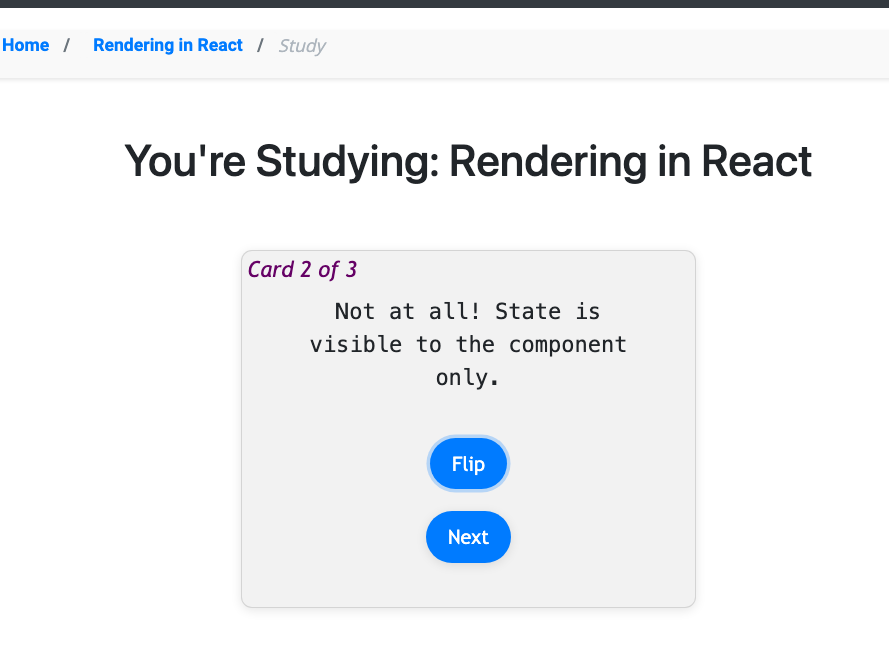 Home / Rendering in React / Study
You're Studying: Rendering in React
Card 2 of 3
Not at all! State is
visible to the component
only.
Flip
Next